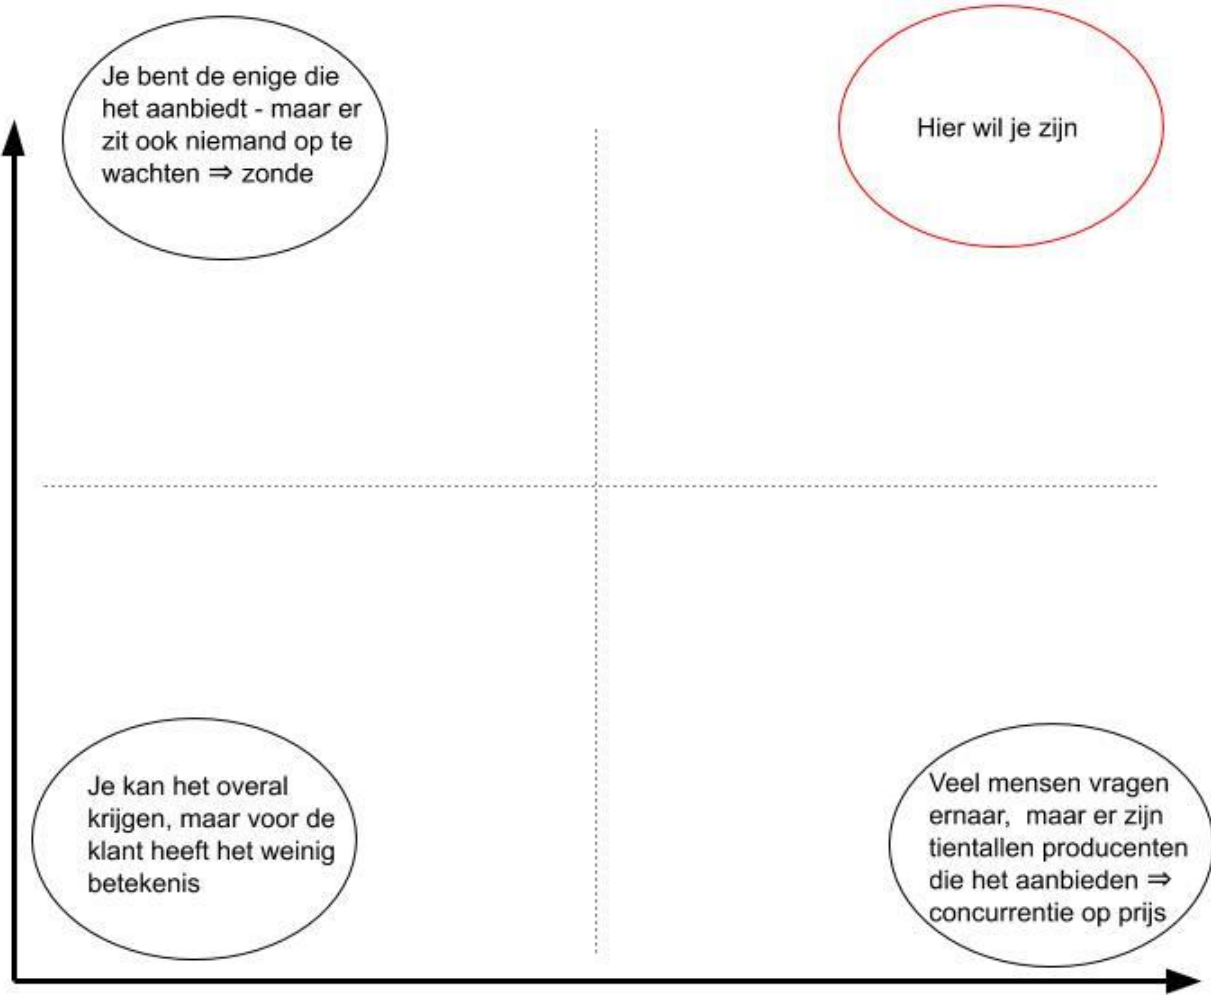 Je bent de enige die
het aanbiedt - maar er
zit ook niemand op te
wachten ⇒ zonde
Hier wil je zijn
Je kan het overal
krijgen, maar voor de
klant heeft het weinig
betekenis
Veel mensen vragen
ernaar,  maar er zijn
tientallen producenten
die het aanbieden ⇒
concurrentie op prijs